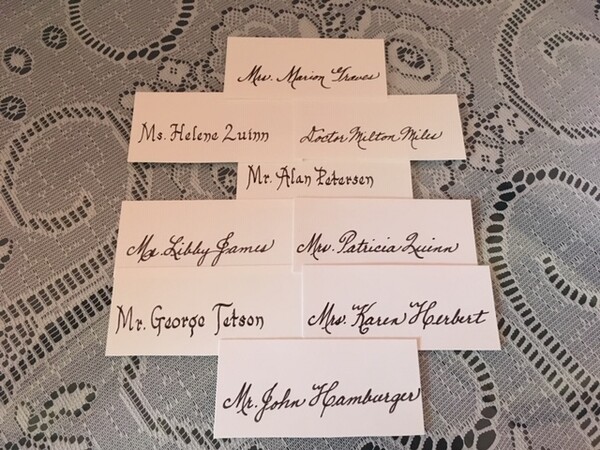 Mrs. Marion Graves
Ms. Helene Quinn
Doctor Milton Miles
Mr. Alan Petersen
Ms. Libby James
Mrs. Patricia Quinn
Mr. George Tetson
Mrs. Karen Herbert
Mr. John Hamburger